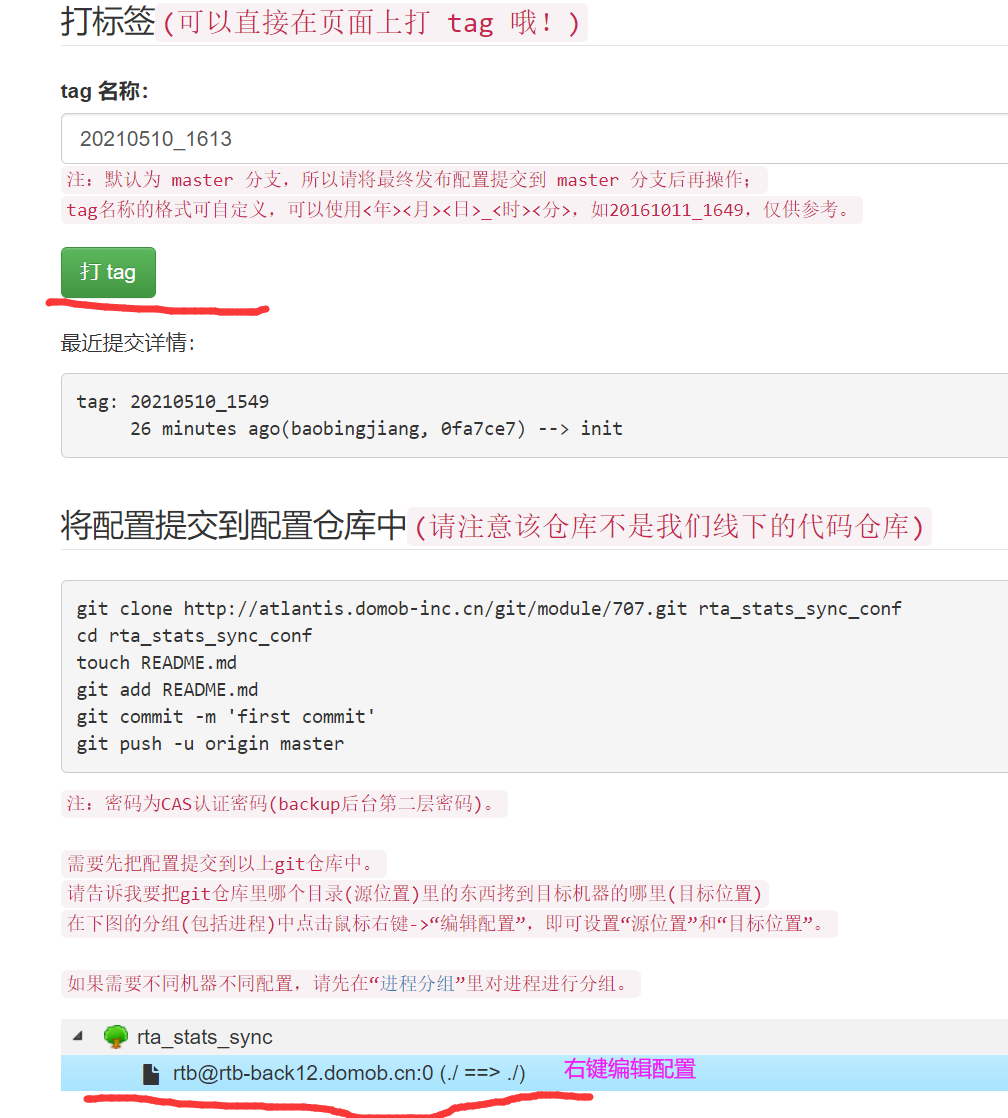 打标签(可以直接在页面上打 tag 哦！)
tag 名称：
20210510_1613
注：默认为 master 分支，所以请将最终发布配置提交到 master 分支后再操作；
tag名称的格式可自定义，可以使用<年><月><日>_<时><分>，如20161011_1649，仅供参考。
打 tag
最近提交详情：
tag: 20210510_1549
26 minutes ago(baobingjiang, 0fa7ce7) --> init
将配置提交到配置仓库中(请注意该仓库不是我们线下的代码仓库)
git clone http://atlantis.domob-inc.cn/git/module/707.git rta_stats_sync_conf
cd rta_stats_sync_conf
touch README.md
git add README.md
git commit -m 'first commit'
git push -u origin master
注：密码为CAS认证密码(backup后台第二层密码)。
需要先把配置提交到以上git仓库中。
请告诉我要把git仓库里哪个目录(源位置)里的东西拷到目标机器的哪里(目标位置)
在下图的分组(包括进程)中点击鼠标右键->“编辑配置”，即可设置“源位置”和“目标位置”。
如果需要不同机器不同配置，请先在“进程分组”里对进程进行分组。
rta_stats_sync
rtb@rtb-back12.domob.cn:0 (./ ==> ./) 右键编辑配置